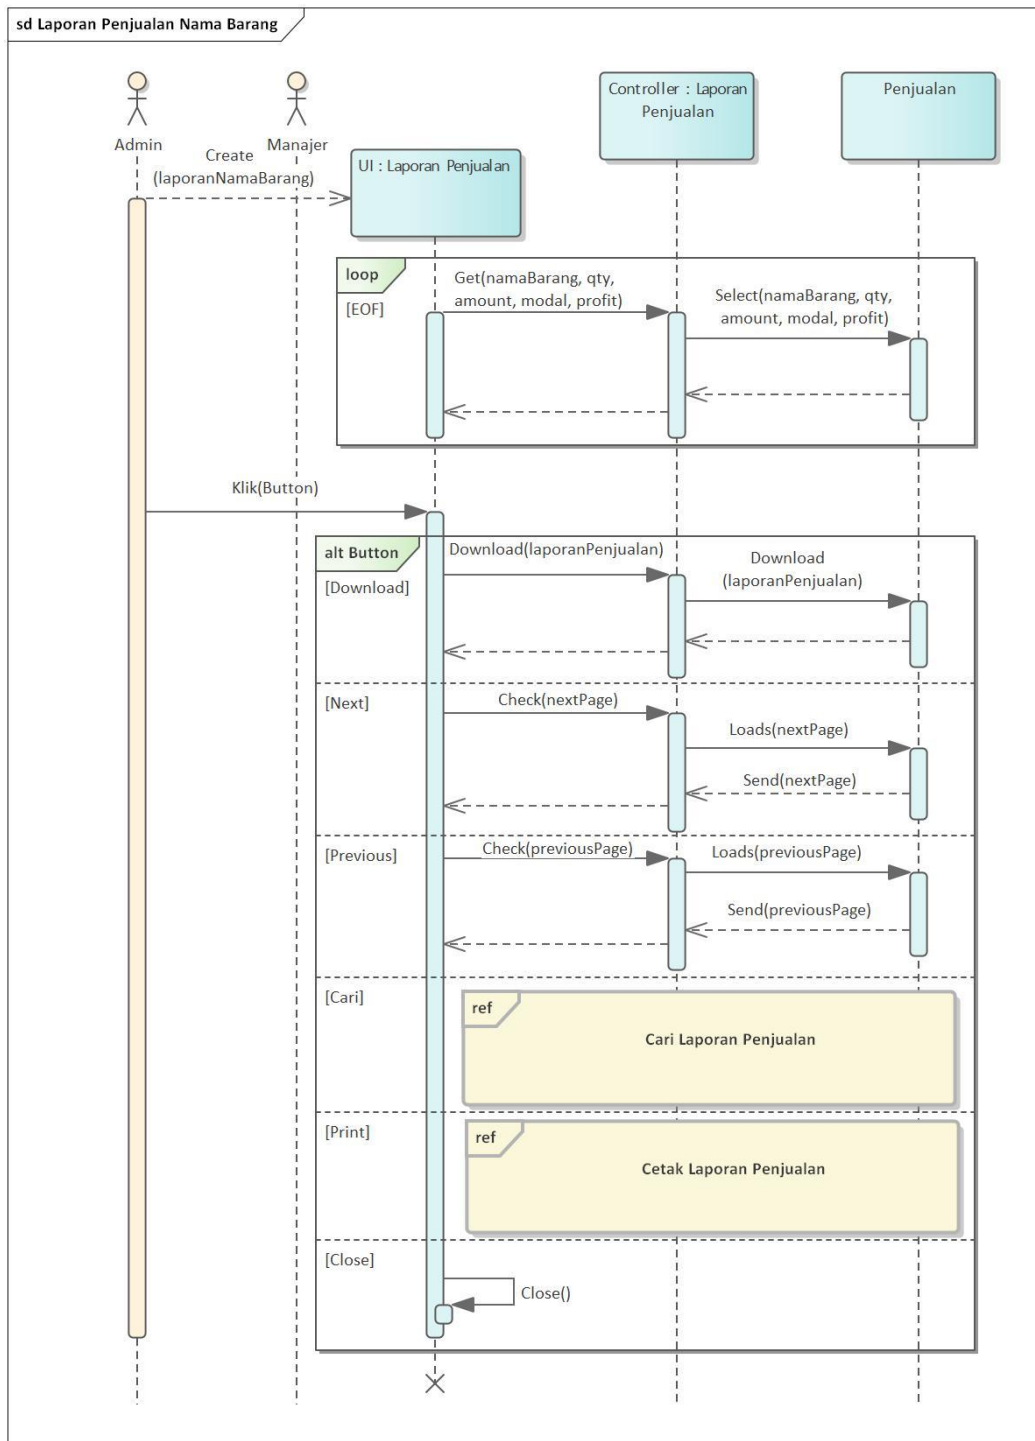 sd Laporan Penjualan Nama Barang
Admin
Manajer
UI : Laporan Penjualan
Controller : Laporan
Penjualan
Penjualan
Create
(laporanNamaBarang)
loop
[EOF]
Get(namaBarang, qty,
amount, modal, profit)
Select(namaBarang, qty,
amount, modal, profit)
Klik(Button)
alt Button
[Download]
Download(laporanPenjualan)
Download
(laporanPenjualan)
[Next]
Check(nextPage)
Loads(nextPage)
Send(nextPage)
[Previous]
Check(previousPage)
Loads(previousPage)
Send(previousPage)
[Cari]
ref
Cari Laporan Penjualan
[Print]
ref
Cetak Laporan Penjualan
[Close]
Close()